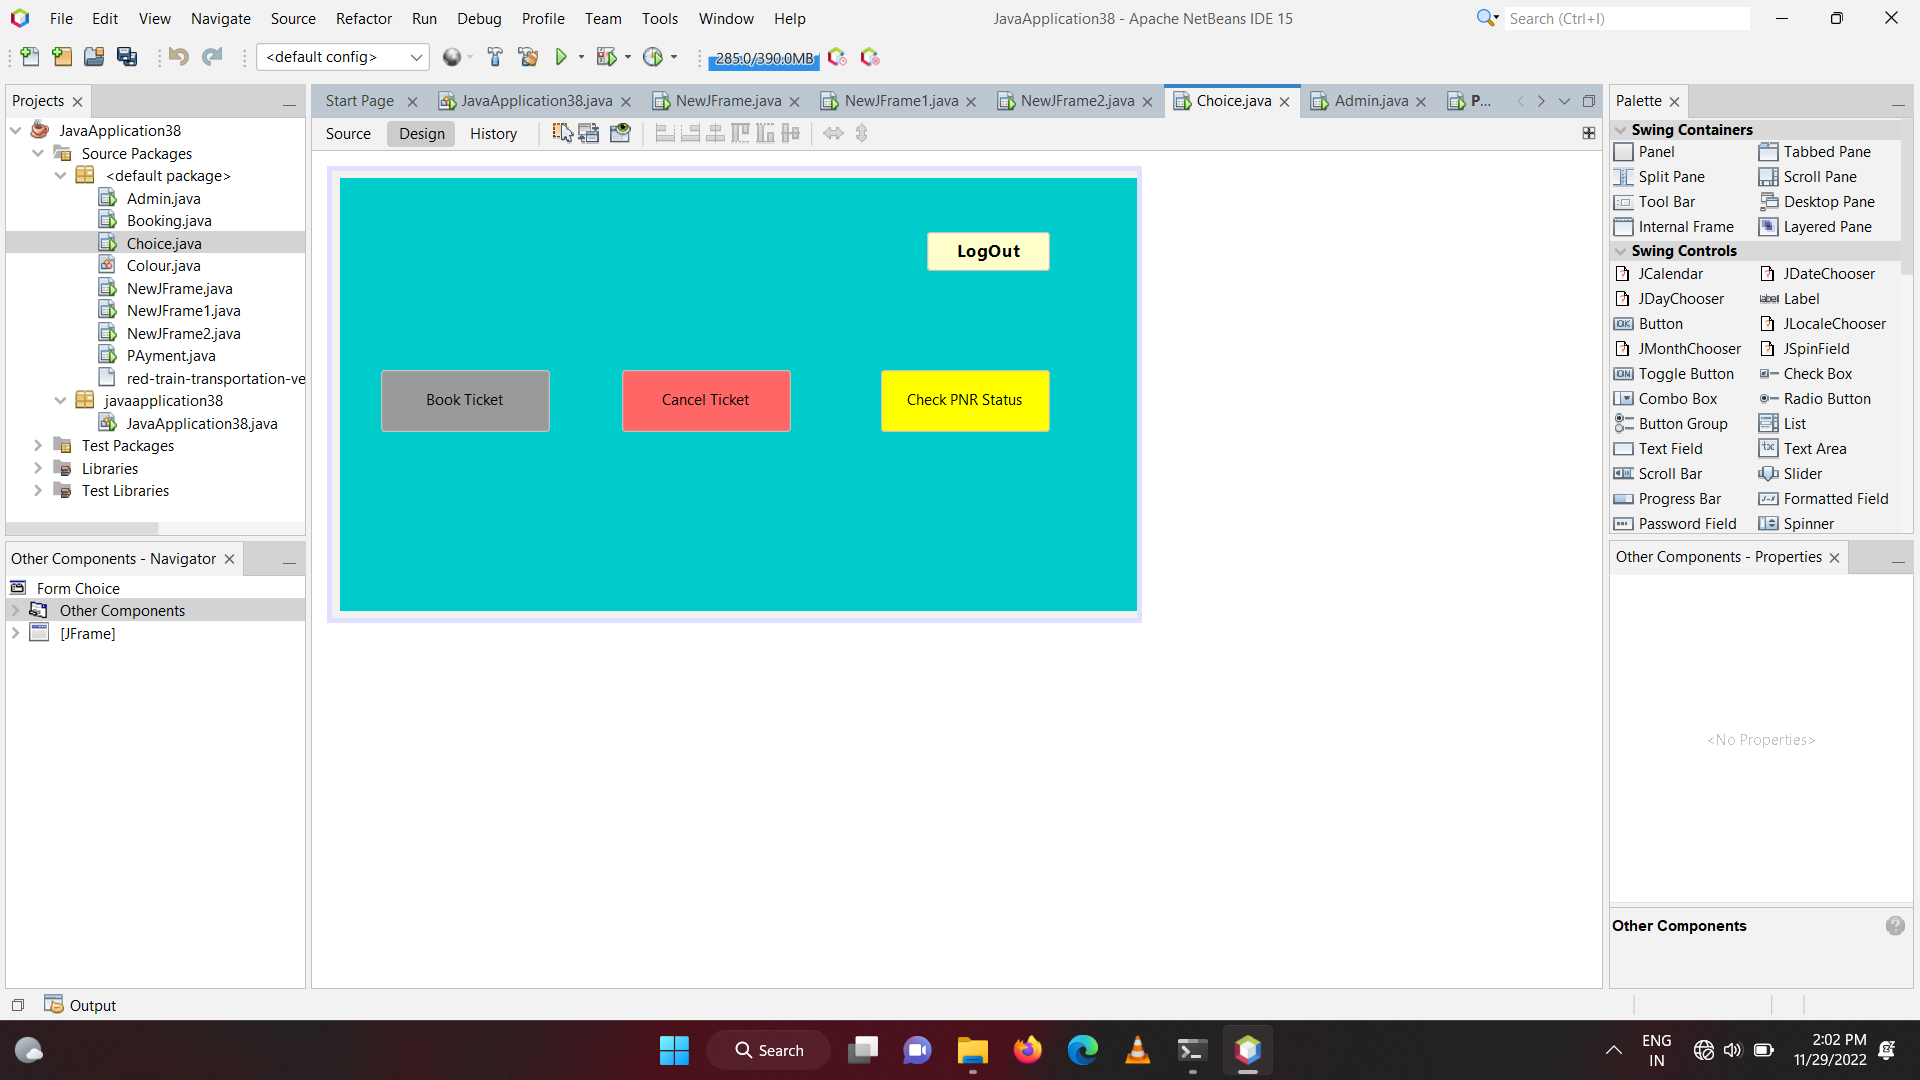 File Edit View Navigate Source Refactor Run Debug Profile Team Tools Window Help JavaApplication38 - Apache NetBeans IDE 15 Search (Ctrl+I)
<default config> 285.0/390.0MB
Projects
JavaApplication38
Source Packages
<default package>
Admin.java
Booking.java
Choice.java
Colour.java
NewJFrame.java
NewJFrame1.java
NewJFrame2.java
PAyment.java
red-train-transportation-ve
javaapplication38
JavaApplication38.java
Test Packages
Libraries
Test Libraries
Other Components - Navigator
Form Choice
Other Components
[JFrame]
Start Page JavaApplication38.java NewJFrame.java NewJFrame1.java NewJFrame2.java Choice.java Admin.java P...
Source Design History
LogOut
Book Ticket Cancel Ticket Check PNR Status
Palette
Swing Containers
Panel Tabbed Pane
Split Pane Scroll Pane
Tool Bar Desktop Pane
Internal Frame Layered Pane
Swing Controls
JCalendar JDateChooser
JDayChooser label Label
OK Button JLocaleChooser
JMonthChooser JSpinField
ON Toggle Button Check Box
Combo Box Radio Button
Button Group List
Text Field Text Area
Scroll Bar Slider
Progress Bar Formatted Field
Password Field Spinner
Other Components - Properties
<No Properties>
Other Components
Output
Search
ENG
IN
2:02 PM
11/29/2022